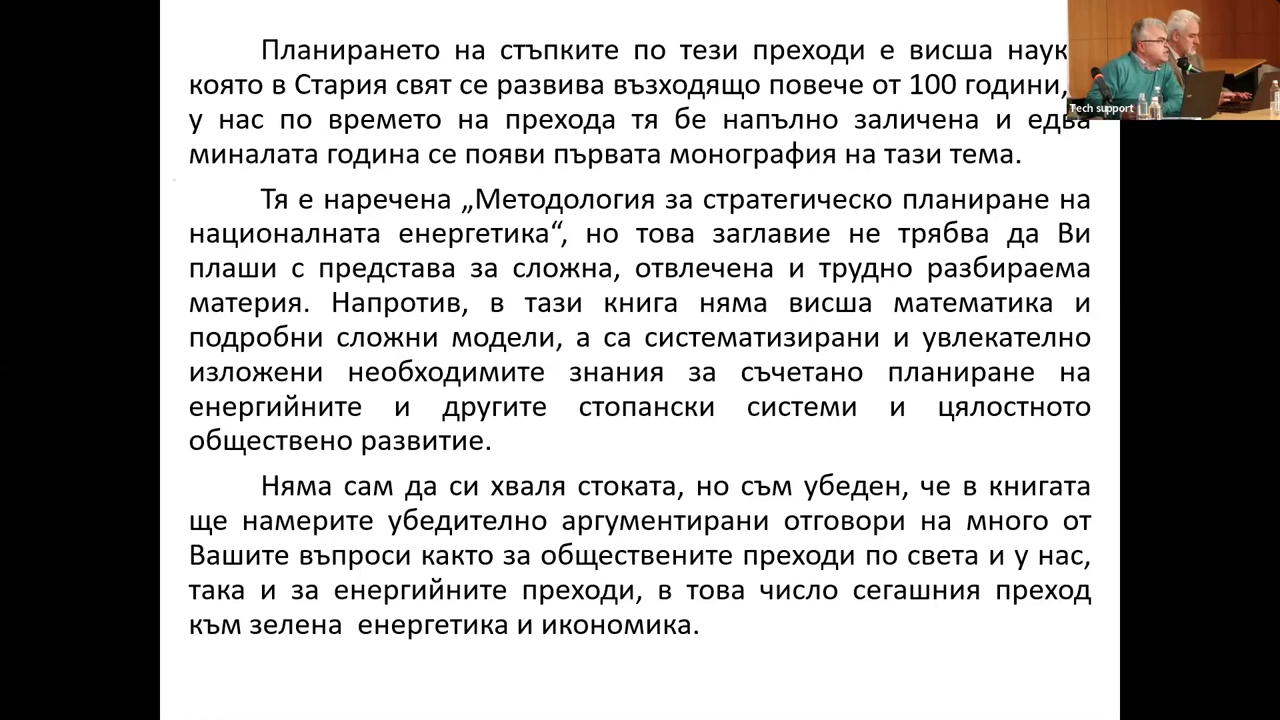 Планирането на стъпките по тези преходи е висша наук
която в Стария свят се развива възходящо повече от 100 години,
у нас по времето на прехода тя бе напълно заличена и едва
миналата година се появи първата монография на тази тема.
Тя е наречена „Методология за стратегическо планиране на
националната енергетика“, но това заглавие не трябва да Ви
плаши с представа за сложна, отвлечена и трудно разбираема
материя. Напротив, в тази книга няма висша математика и
подробни сложни модели, а са систематизирани и увлекателно
изложени необходимите знания за съчетано планиране на
енергийните и другите стопански системи и цялостното
обществено развитие.
Няма сам да си хваля стоката, но съм убеден, че в книгата
ще намерите убедително аргументирани отговори на много от
Вашите въпроси както за обществените преходи по света и у нас,
така и за енергийните преходи, в това число сегашния преход
към зелена енергетика и икономика.
Tech support